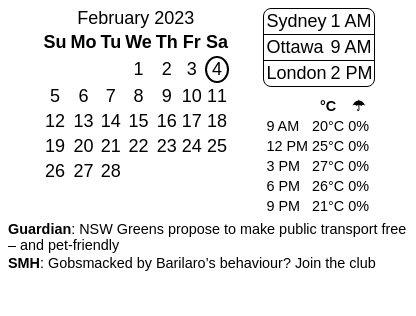 February 2023
Su Mo Tu We Th Fr Sa
1 2 3 4
5 6 7 8 9 10 11
12 13 14 15 16 17 18
19 20 21 22 23 24 25
26 27 28
Sydney 1 AM
Ottawa 9 AM
London 2 PM
°C ☂
9 AM 20°C 0%
12 PM 25°C 0%
3 PM 27°C 0%
6 PM 26°C 0%
9 PM 21°C 0%
Guardian: NSW Greens propose to make public transport free
– and pet-friendly
SMH: Gobsmacked by Barilaro’s behaviour? Join the club